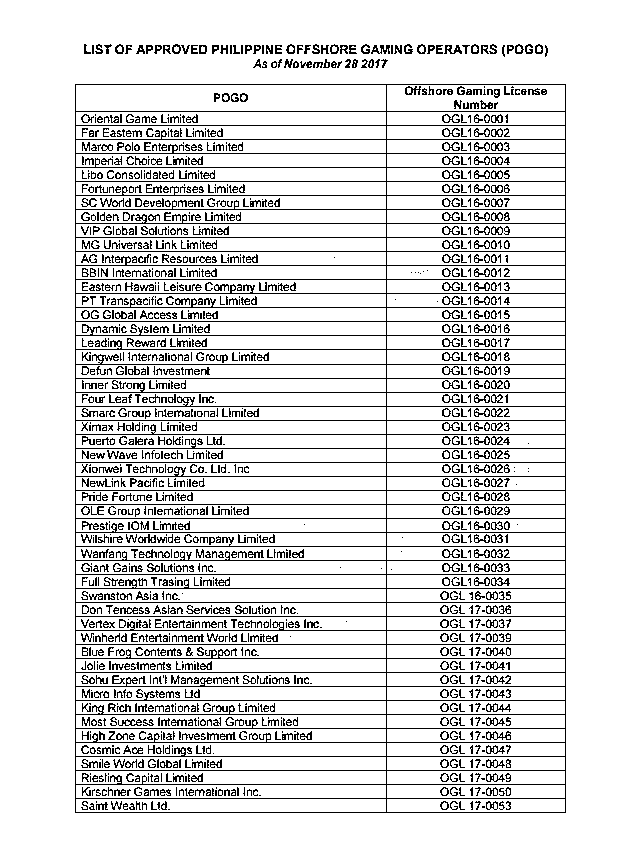 LIST OF APPROVED PHILIPPINE OFFSHORE GAMING OPERATORS (POGO)
As of November 28 2017
POGO Offshore Gaming License Number
Oriental Game Limited OGL16-0001
Far Eastern Capital Limited OGL16-0002
Marco Polo Enterprises Limited OGL16-0003
Imperial Choice Limited OGL16-0004
Libo Consolidated Limited OGL16-0005
Fortuneport Enterprises Limited OGL16-0006
SC World Development Group Limited OGL16-0007
Golden Dragon Empire Limited OGL16-0008
VIP Global Solutions Limited OGL16-0009
MG Universal Link Limited OGL16-0010
AG Interpacific Resources Limited OGL16-0011
BBIN International Limited OGL16-0012
Eastern Hawaii Leisure Company Limited OGL16-0013
PT Transpacific Company Limited OGL16-0014
OG Global Access Limited OGL16-0015
Dynamic System Limited OGL16-0016
Leading Reward Limited OGL16-0017
Kingwell International Group Limited OGL16-0018
Defun Global Investment OGL16-0019
Inner Strong Limited OGL16-0020
Four Leaf Technology Inc. OGL16-0021
Smarc Group International Limited OGL16-0022
Ximax Holding Limited OGL16-0023
Puerto Galera Holdings Ltd. OGL16-0024
New Wave Infotech Limited OGL16-0025
Xionwei Technology Co. Ltd. Inc OGL16-0026
NewLink Pacific Limited OGL16-0027
Pride Fortune Limited OGL16-0028
OLE Group International Limited OGL16-0029
Prestige IOM Limited OGL16-0030
Wilshire Worldwide Company Limited OGL16-0031
Wanfang Technology Management Limited OGL16-0032
Giant Gains Solutions Inc. OGL16-0033
Full Strength Trasing Limited OGL16-0034
Swanston Asia Inc. OGL 16-0035
Don Tencess Asian Services Solution Inc. OGL 17-0036
Vertex Digital Entertainment Technologies Inc. OGL 17-0037
Winherld Entertainment World Limited OGL 17-0039
Blue Frog Contents & Support Inc. OGL 17-0040
Jolie Investments Limited OGL 17-0041
Sohu Expert Int'l Management Solutions Inc. OGL 17-0042
Micro Info Systems Ltd OGL 17-0043
King Rich International Group Limited OGL 17-0044
Most Success International Group Limited OGL 17-0045
High Zone Capital Investment Group Limited OGL 17-0046
Cosmic Ace Holdings Ltd. OGL 17-0047
Smile World Global Limited OGL 17-0048
Riesling Capital Limited OGL 17-0049
Kirschner Games International Inc. OGL 17-0050
Saint Wealth Ltd. OGL 17-0053